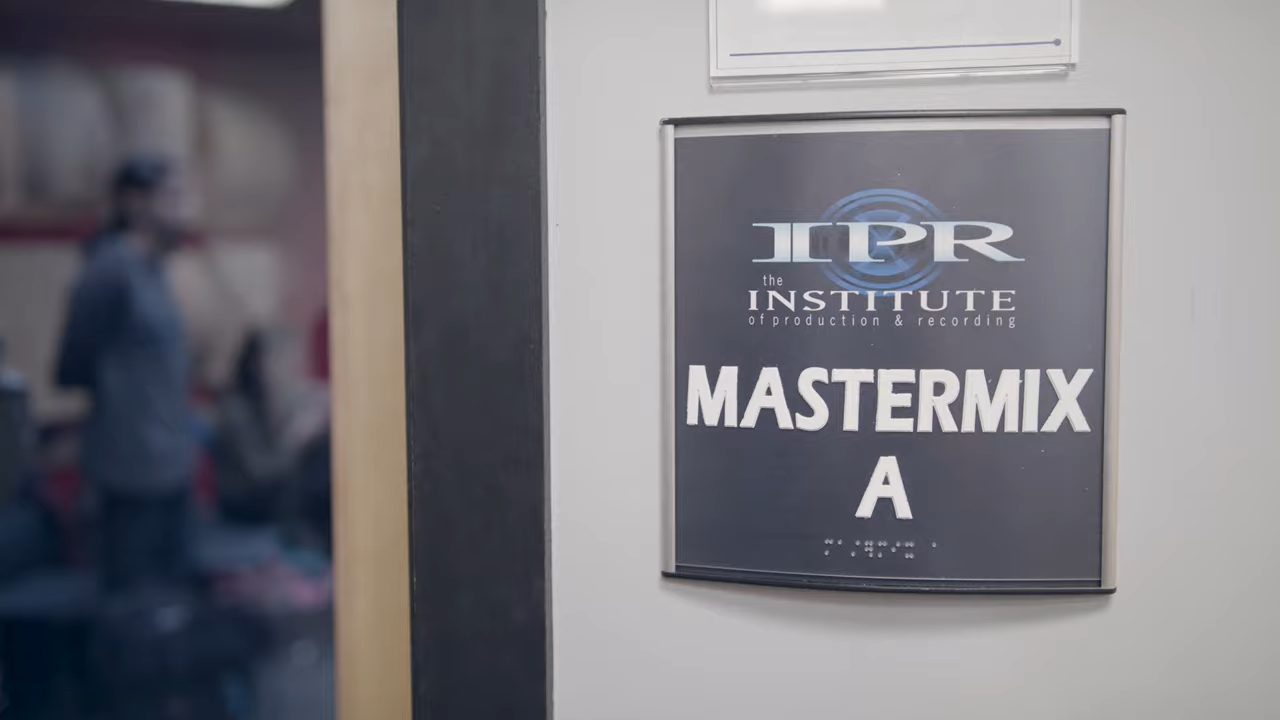 IPR
the
INSTITUTE
of production & recording
MASTERMIX
A